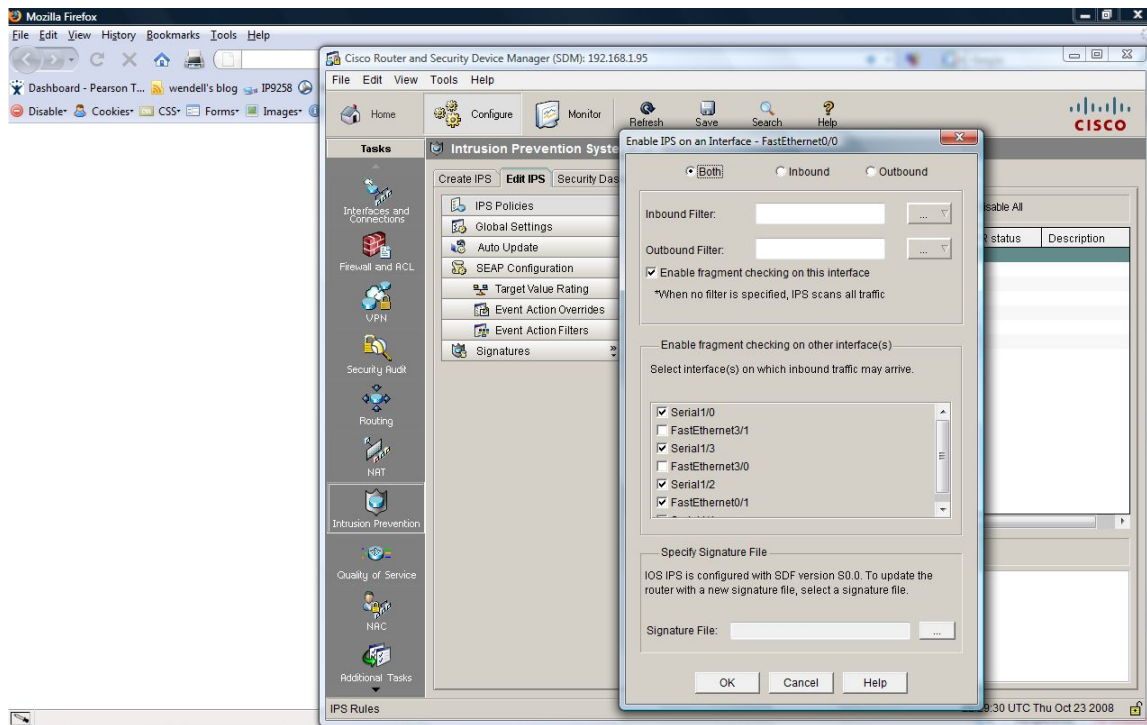 Mozilla Firefox
File Edit View History Bookmarks Tools Help
Dashboard - Pearson T... wendell's blog IP9258
Disable Cookies CSS Forms Images
Cisco Router and Security Device Manager (SDM): 192.168.1.95
File Edit View Tools Help
Home Configure Monitor Refresh Save Search Help
CISCO
Tasks
Interfaces and Connections
Firewall and ACL
VPN
Security Audit
Routing
NAT
Intrusion Prevention
Quality of Service
NAC
Additional Tasks
Intrusion Prevention Syste
Create IPS Edit IPS Security Das
IPS Policies
Global Settings
Auto Update
SEAP Configuration
Target Value Rating
Event Action Overrides
Event Action Filters
Signatures
sable All
status Description
Enable IPS on an Interface - FastEthernet0/0
Both Inbound Outbound
Inbound Filter: ...
Outbound Filter: ...
Enable fragment checking on this interface
*When no filter is specified, IPS scans all traffic
Enable fragment checking on other interface(s)
Select interface(s) on which inbound traffic may arrive.
Serial1/0
FastEthernet3/1
Serial1/3
FastEthernet3/0
Serial1/2
FastEthernet0/1
Specify Signature File
IOS IPS is configured with SDF version S0.0. To update the
router with a new signature file, select a signature file.
Signature File: ...
OK Cancel Help
IPS Rules
:30 UTC Thu Oct 23 2008